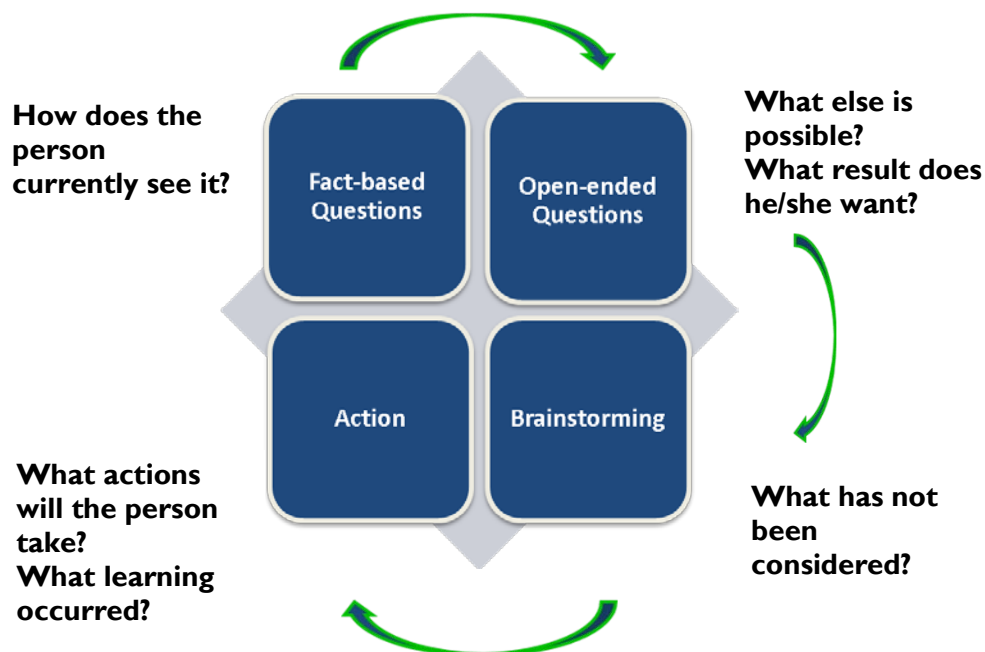 How does the
person
currently see it?
Fact-based
Questions
Open-ended
Questions
What else is
possible?
What result does
he/she want?
Action
Brainstorming
What actions
will the person
take?
What learning
occurred?
What has not
been
considered?